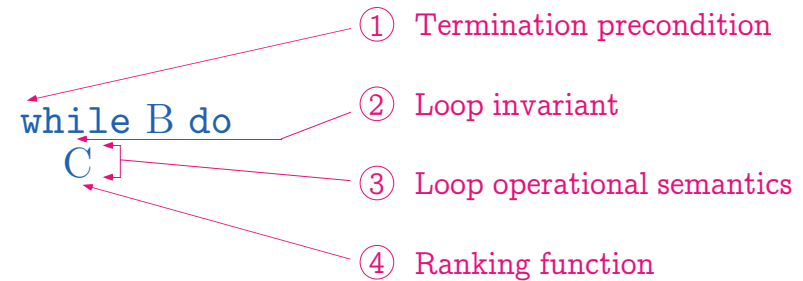 ① Termination precondition
while B do
② Loop invariant
C
③ Loop operational semantics
④ Ranking function